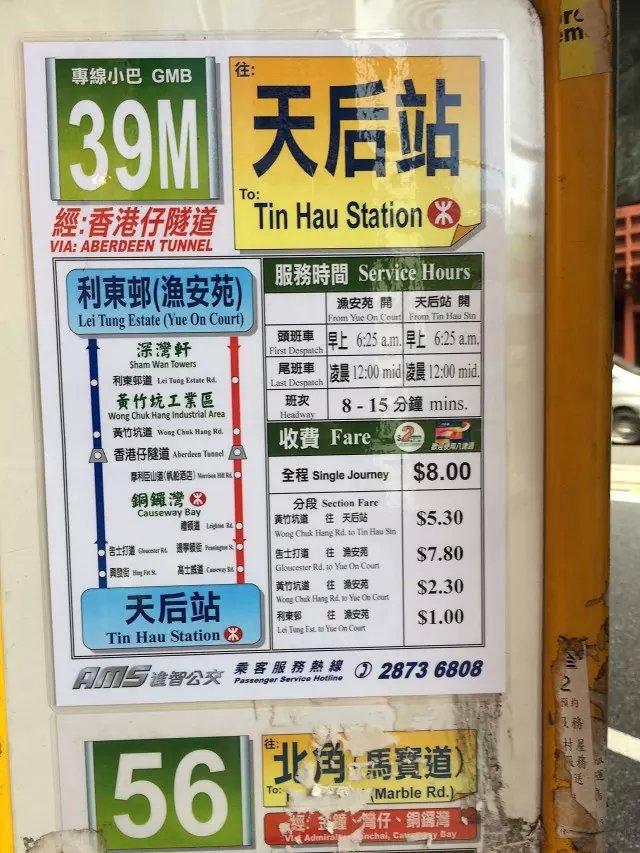 專線小巴 GMB
39M
往:
天后站
To:
Tin Hau Station
經:香港仔隧道
VIA: ABERDEEN TUNNEL
利東邨(漁安苑)
Lei Tung Estate (Yue On Court)
深灣軒
Sham Wan Towers
利東邨道 Lei Tung Estate Rd.
黃竹坑工業區
Wong Chuk Hang Industrial Area
黃竹坑道 Wong Chuk Hang Rd.
香港仔隧道 Aberdeen Tunnel
摩利臣山道(帆船酒店) Morrison Hill Rd.
銅鑼灣
Causeway Bay
禮頓道 Leighton Rd.
告士打道 Gloucester Rd. 邊寧頓街 Pennington St.
興發街 Hing Fat St. 高士威道 Causeway Rd.
天后站
Tin Hau Station
服務時間 Service Hours
漁安苑 開 天后站 開
From Yue On Court From Tin Hau Stn
頭班車 早上 6:25 a.m. 早上 6:25 a.m.
First Despatch
尾班車 凌晨 12:00 mid 凌晨 12:00 mid.
Last Despatch
班次 8 - 15 分鐘 mins.
Headway
收費 Fare $2
全程 Single Journey $8.00
分段 Section Fare
黃竹坑道 往 天后站 $5.30
Wong Chuk Hang Rd. to Tin Hau Stn
告士打道 往 漁安苑 $7.80
Gloucester Rd. to Yue On Court
黃竹坑道 往 漁安苑 $2.30
Wong Chuk Hang Rd. to Yue On Court
利東邨 往 漁安苑 $1.00
Lei Tung Est. to Yue On Court
AMS 進智公交
乘客服務熱線 2873 6808
Passenger Service Hotline
56
往:
北角 馬寶道)
To: (Marble Rd.)
經: 金鐘、灣仔、銅鑼灣
Via Admiral nchai, Causeway Bay